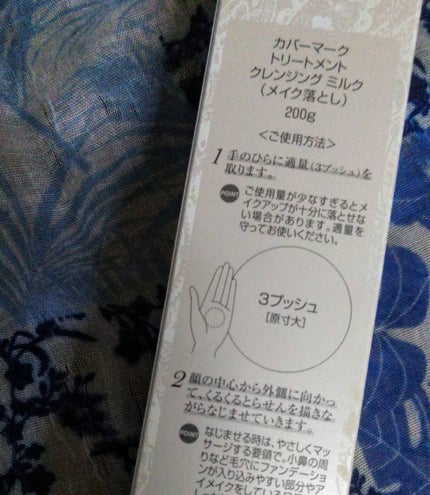 カバーマーク
トリートメント
クレンジング ミルク
(メイク落とし)
200g
<ご使用方法>
1 手のひらに適量(3プッシュ)を
取ります。
POINT ご使用量が少なすぎるとメ
イクアップが十分に落とせな
い場合があります。適量を
守ってお使いください。
3プッシュ
[原寸大]
2 顔の中心から外側に向かっ
て、くるくるとらせんを描きな
がらなじませていきます。
POINT なじませる時は、やさしくマッ
サージする要領で。小鼻の周
りなど毛穴にファンデーショ
ンが入り込みやすい部分やア
イメイクをしている